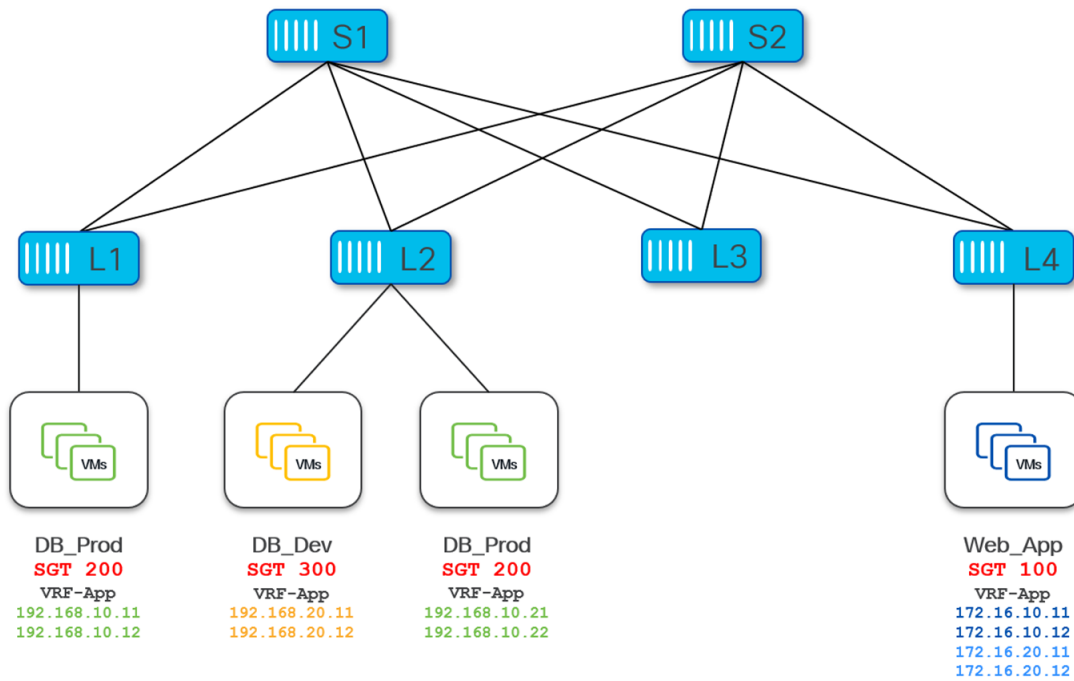 S1
S2
L1
L2
L3
L4
VMs
VMs
VMs
VMs
DB_Prod
SGT 200
VRF-App
192.168.10.11
192.168.10.12
DB_Dev
SGT 300
VRF-App
192.168.20.11
192.168.20.12
DB_Prod
SGT 200
VRF-App
192.168.10.21
192.168.10.22
Web_App
SGT 100
VRF-App
172.16.10.11
172.16.10.12
172.16.20.11
172.16.20.12